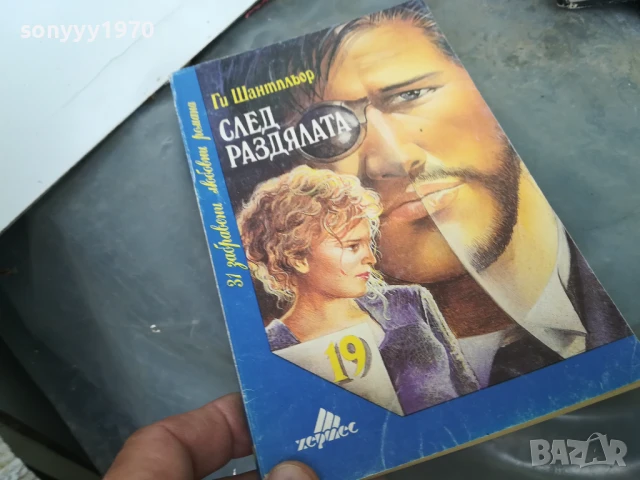 sonyyy1970
Ги Шантпльор
СЛЕД
РАЗДЯЛАТА
31 забравени любовни романа
19
хермес
BAZAR